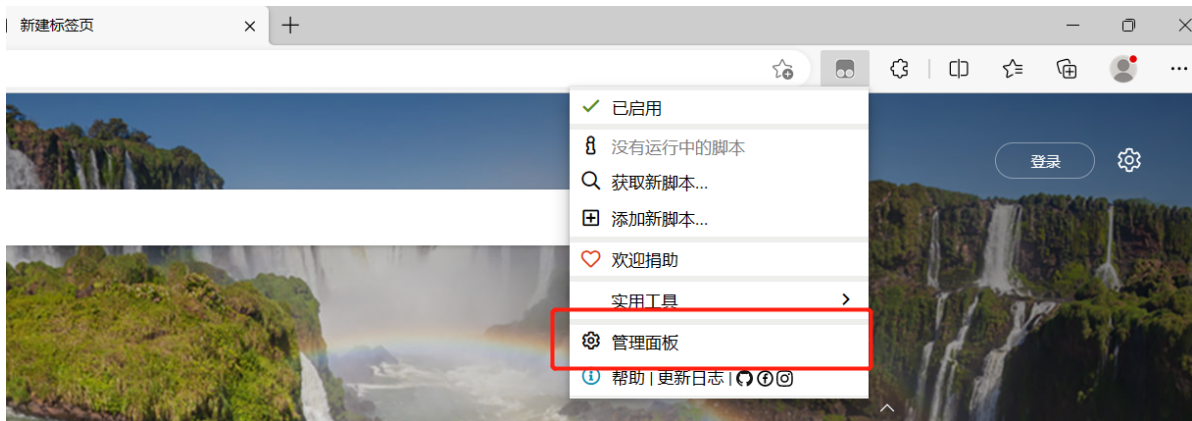 新建标签页
已启用
没有运行中的脚本
获取新脚本...
添加新脚本...
登录
欢迎捐助
实用工具
管理面板
帮助 | 更新日志 |